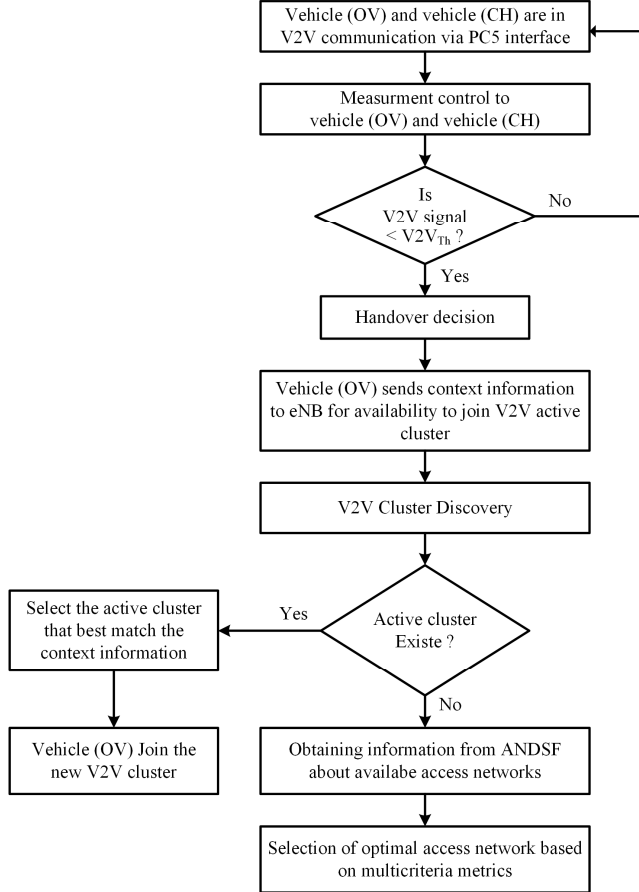 Vehicle (OV) and vehicle (CH) are in
V2V communication via PC5 interface
Measurment control to
vehicle (OV) and vehicle (CH)
Is
V2V signal
< V2V_Th ?
No
Yes
Handover decision
Vehicle (OV) sends context information
to eNB for availability to join V2V active
cluster
V2V Cluster Discovery
Active cluster
Existe ?
Yes
Select the active cluster
that best match the
context information
Vehicle (OV) Join the
new V2V cluster
No
Obtaining information from ANDSF
about availabe access networks
Selection of optimal access network based
on multicriteria metrics